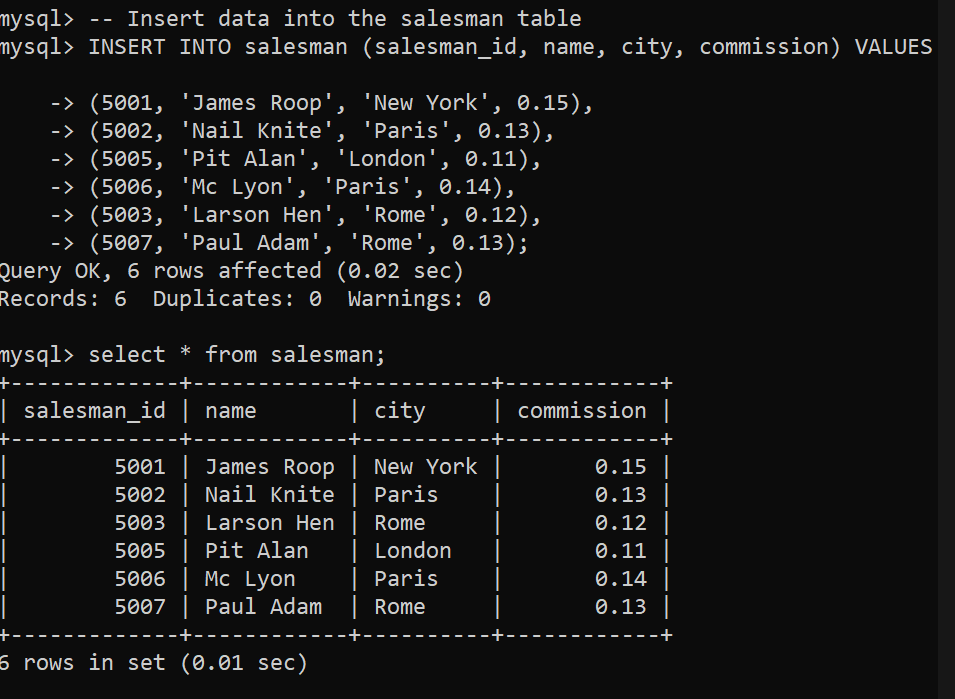 mysql> -- Insert data into the salesman table
mysql> INSERT INTO salesman (salesman_id, name, city, commission) VALUES
    -> (5001, 'James Roop', 'New York', 0.15),
    -> (5002, 'Nail Knite', 'Paris', 0.13),
    -> (5005, 'Pit Alan', 'London', 0.11),
    -> (5006, 'Mc Lyon', 'Paris', 0.14),
    -> (5003, 'Larson Hen', 'Rome', 0.12),
    -> (5007, 'Paul Adam', 'Rome', 0.13);
Query OK, 6 rows affected (0.02 sec)
Records: 6  Duplicates: 0  Warnings: 0
mysql> select * from salesman;
+-------------+------------+----------+------------+
| salesman_id | name       | city     | commission |
+-------------+------------+----------+------------+
|        5001 | James Roop | New York |       0.15 |
|        5002 | Nail Knite | Paris    |       0.13 |
|        5003 | Larson Hen | Rome     |       0.12 |
|        5005 | Pit Alan   | London   |       0.11 |
|        5006 | Mc Lyon    | Paris    |       0.14 |
|        5007 | Paul Adam  | Rome     |       0.13 |
+-------------+------------+----------+------------+
6 rows in set (0.01 sec)